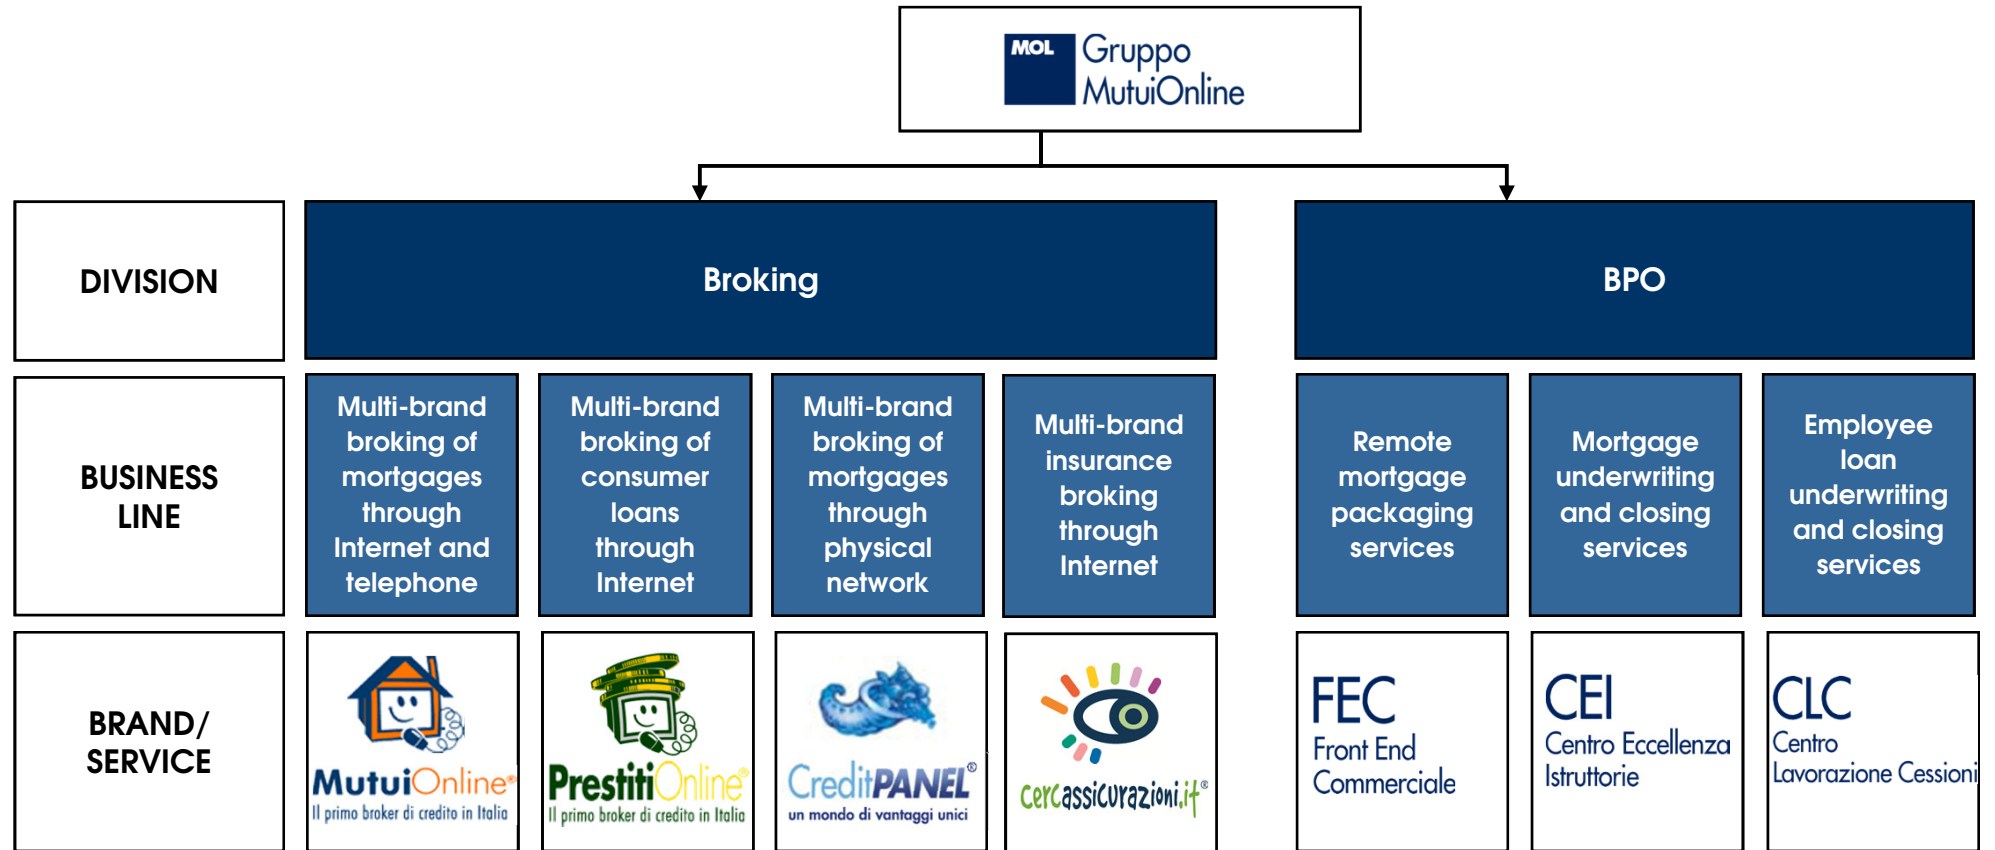 MOL
Gruppo
MutuiOnline
DIVISION
Broking
BPO
BUSINESS
LINE
Multi-brand
broking of
mortgages
through
Internet and
telephone
Multi-brand
broking of
consumer
loans
through
Internet
Multi-brand
broking of
mortgages
through
physical
network
Multi-brand
insurance
broking
through
Internet
Remote
mortgage
packaging
services
Mortgage
underwriting
and closing
services
Employee
loan
underwriting
and closing
services
BRAND/
SERVICE
MutuiOnline®
Il primo broker di credito in Italia
PrestitiOnline®
Il primo broker di credito in Italia
CreditPANEL®
un mondo di vantaggi unici
cercassicurazioni.it®
FEC
Front End
Commerciale
CEI
Centro Eccellenza
Istruttorie
CLC
Centro
Lavorazione Cessioni